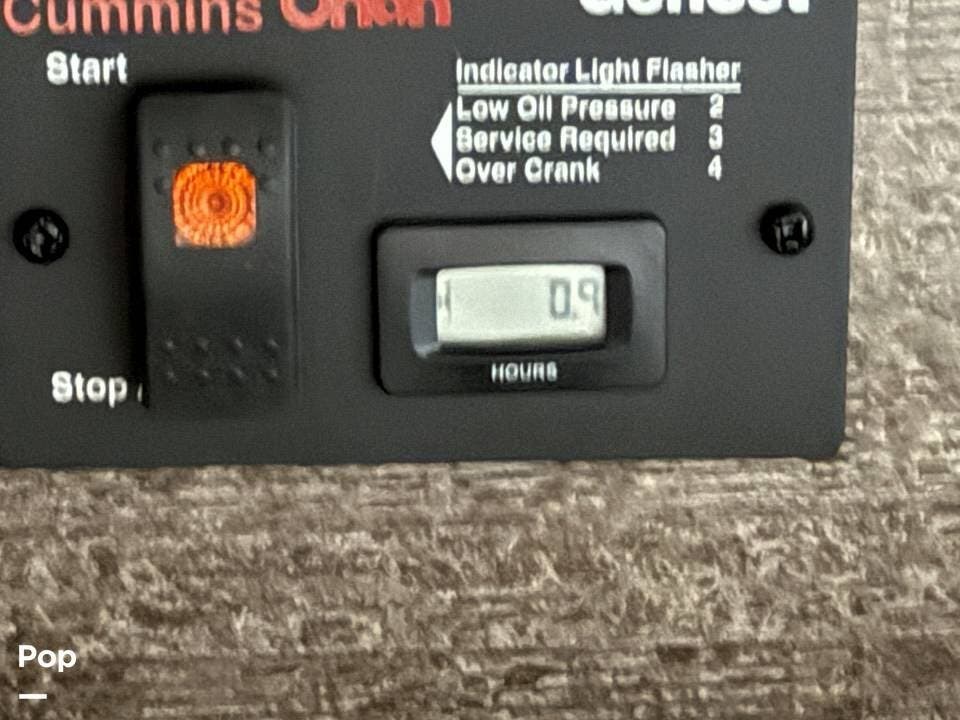 Cummins Onan
Genset
Start
Indicator Light Flasher
Low Oil Pressure 2
Service Required 3
Over Crank 4
0.9
HOURS
Stop
Pop